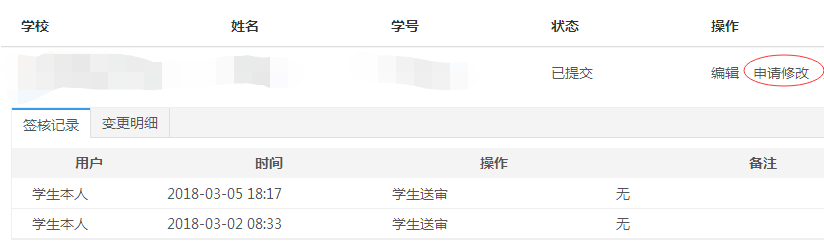 学校 姓名 学号 状态 操作
已提交 编辑 申请修改
签核记录 变更明细
用户 时间 操作 备注
学生本人 2018-03-05 18:17 学生送审 无
学生本人 2018-03-02 08:33 学生送审 无